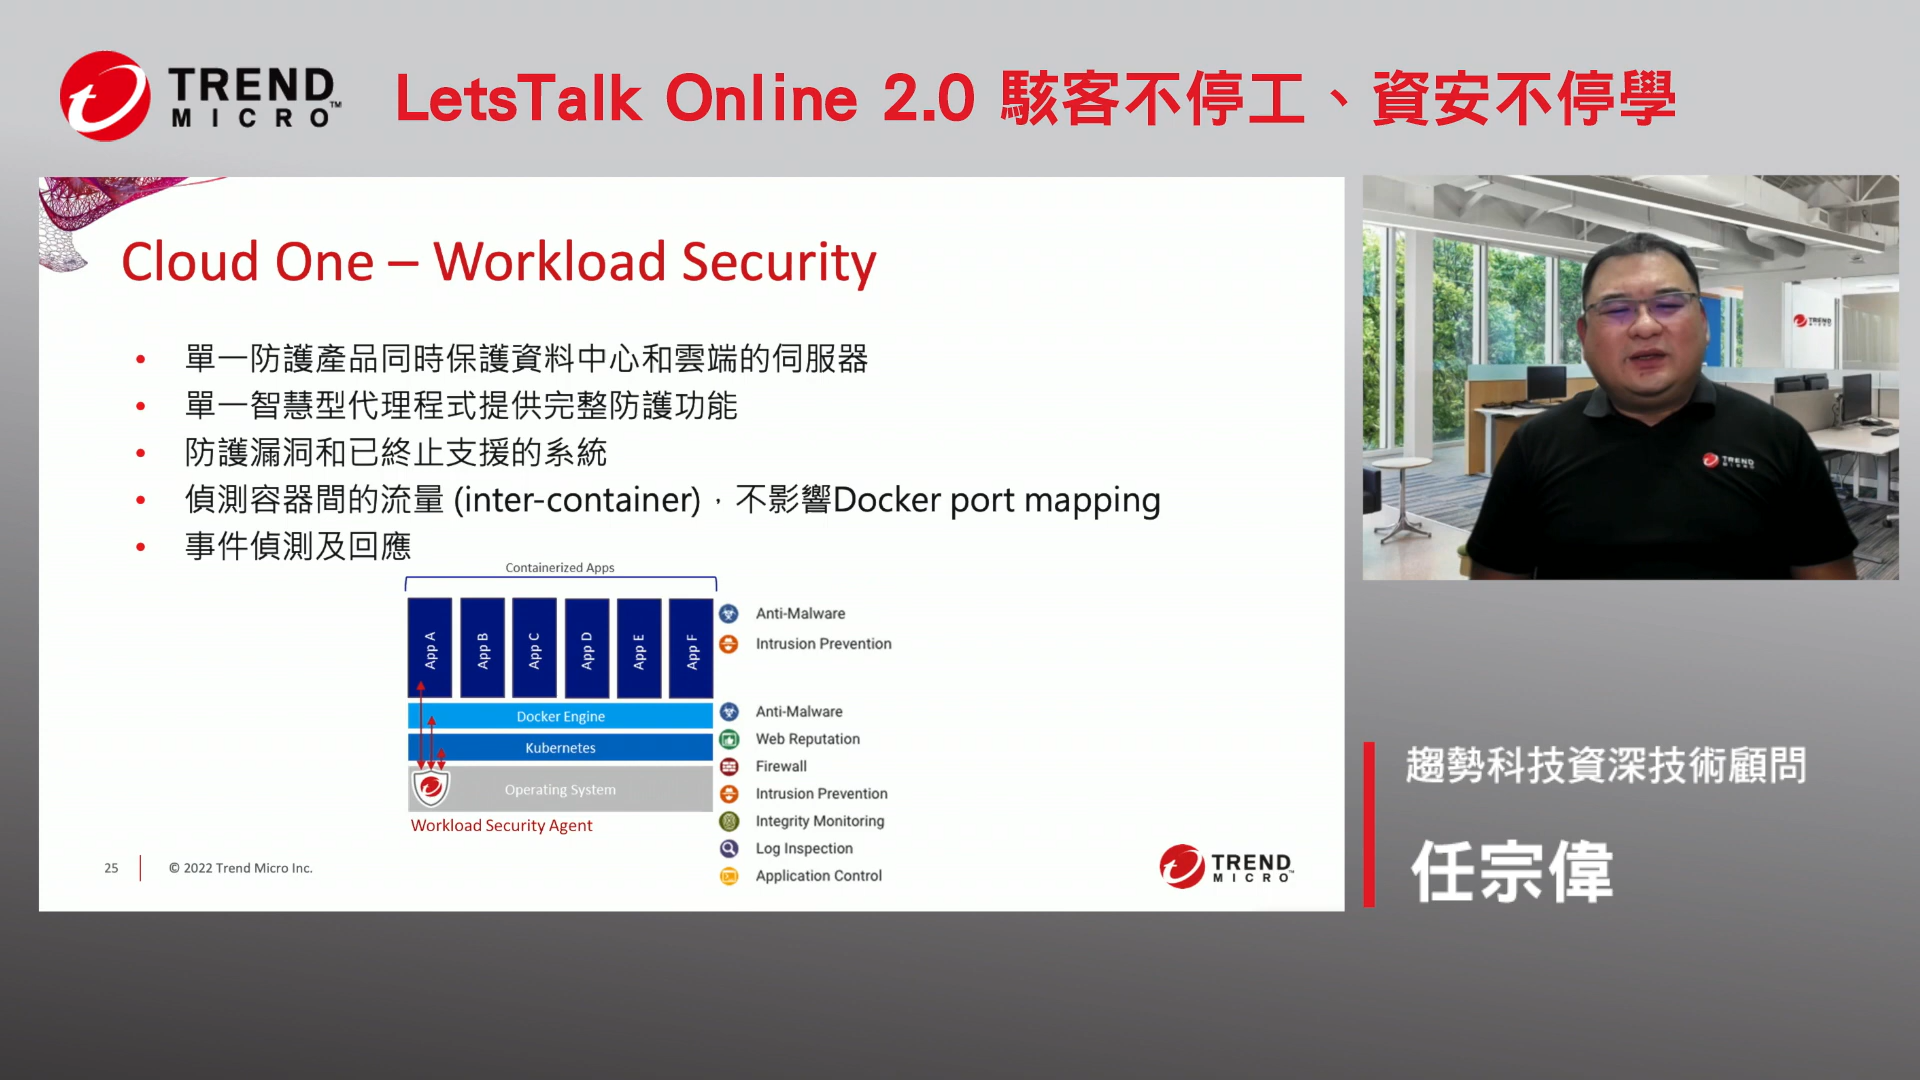 TREND
MICRO™
LetsTalk Online 2.0 駭客不停工、資安不停學
Cloud One – Workload Security
• 單一防護產品同時保護資料中心和雲端的伺服器
• 單一智慧型代理程式提供完整防護功能
• 防護漏洞和已終止支援的系統
• 偵測容器間的流量 (inter-container)，不影響Docker port mapping
• 事件偵測及回應
Containerized Apps
App A
App B
App C
App D
App E
App F
Docker Engine
Kubernetes
Operating System
Workload Security Agent
Anti-Malware
Intrusion Prevention
Anti-Malware
Web Reputation
Firewall
Intrusion Prevention
Integrity Monitoring
Log Inspection
Application Control
25
© 2022 Trend Micro Inc.
TREND
MICRO™
TREND
MICRO
TREND
MICRO
趨勢科技資深技術顧問
任宗偉